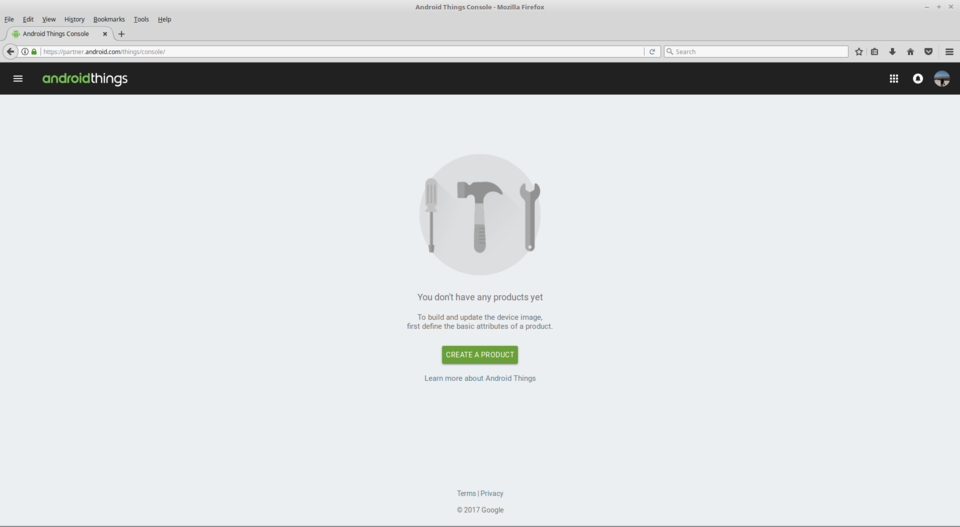 Android Things Console - Mozilla Firefox
File Edit View History Bookmarks Tools Help
Android Things Console
https://partner.android.com/things/console/
Search
androidthings
You don't have any products yet
To build and update the device image,
first define the basic attributes of a product.
CREATE A PRODUCT
Learn more about Android Things
Terms | Privacy
© 2017 Google